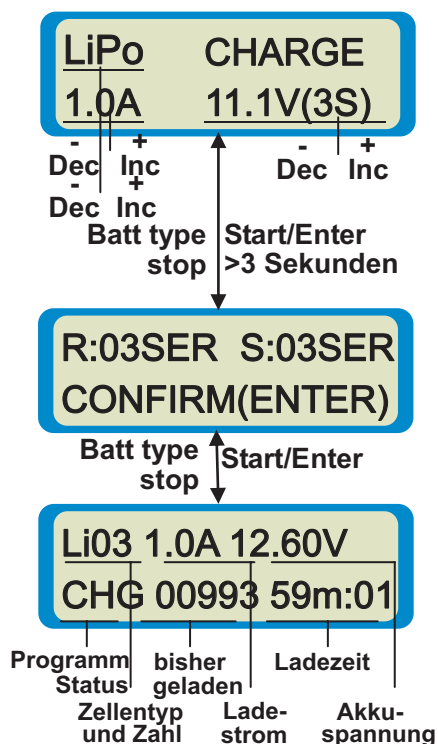 LiPo CHARGE
1.0A 11.1V(3S)
- + - +
Dec Inc Dec Inc
- +
Dec Inc
Batt type Start/Enter
stop >3 Sekunden
R:03SER S:03SER
CONFIRM(ENTER)
Batt type Start/Enter
stop
Li03 1.0A 12.60V
CHG 00993 59m:01
Programm bisher Ladezeit
Status geladen
Zellentyp Lade- Akku-
und Zahl strom spannung